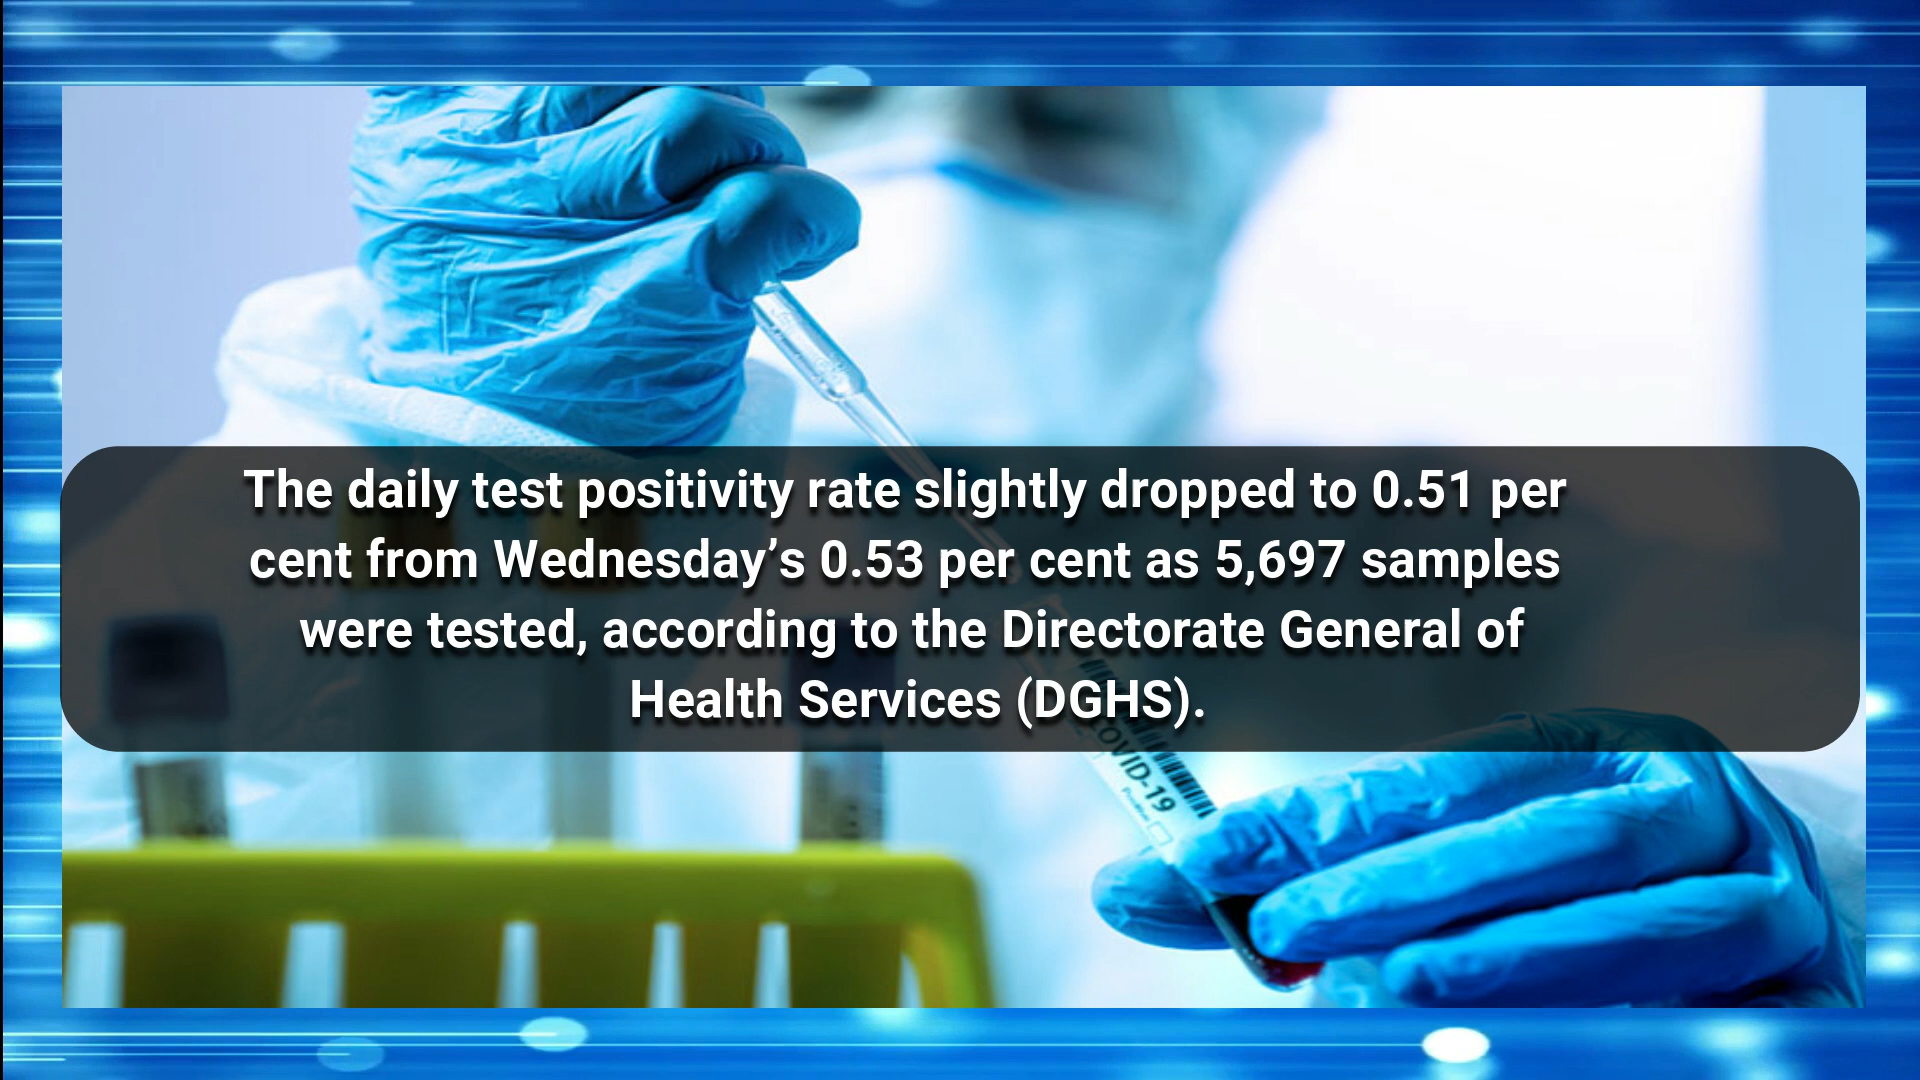 The daily test positivity rate slightly dropped to 0.51 per
cent from Wednesday’s 0.53 per cent as 5,697 samples
were tested, according to the Directorate General of
Health Services (DGHS).
COVID-19